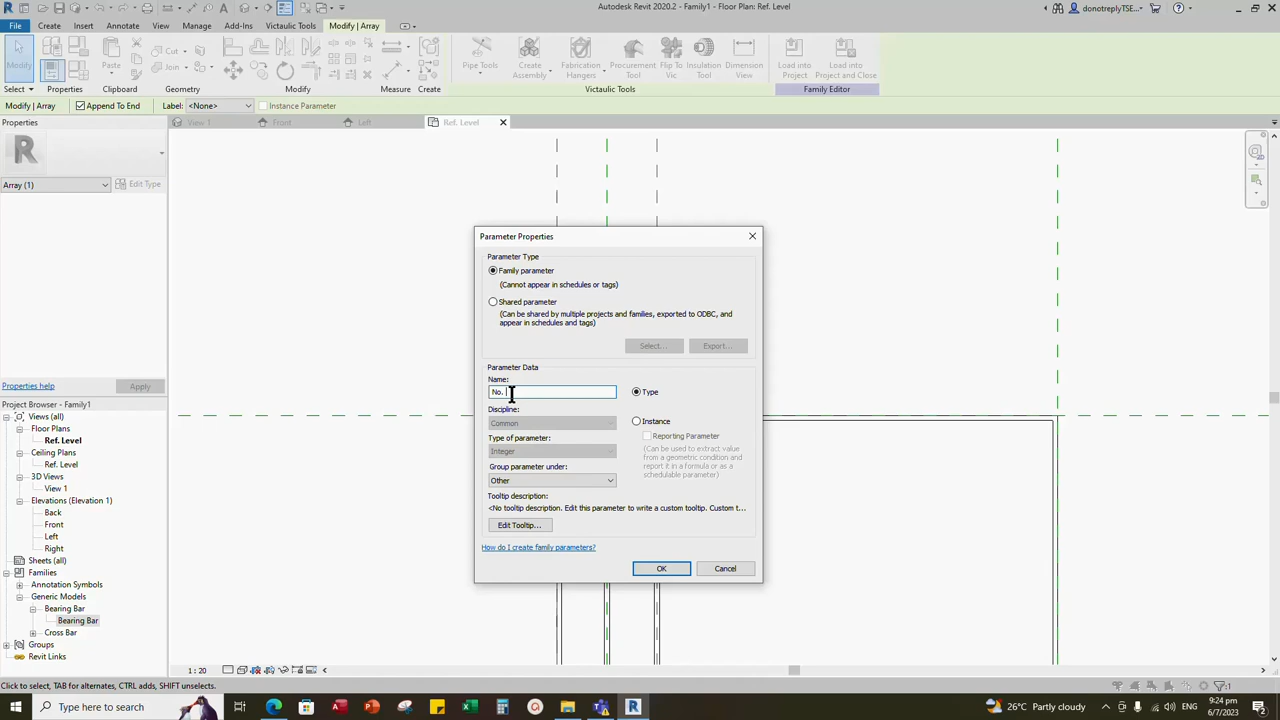 Autodesk Revit 2020.2 - Family1 - Floor Plan: Ref. Level
donotreplyTSE...
File Create Insert Annotate View Manage Add-Ins Victaulic Tools Modify | Array
Modify
Paste
Cut
Join
Pipe Tools
Create Assembly
Fabrication Hangers
Procurement Tool
Flip To Vic
Insulation Tool
Dimension View
Load into Project
Load into Project and Close
Select Properties Clipboard Geometry Modify Measure Create Victaulic Tools Family Editor
Modify | Array Append To End Label: <None> Instance Parameter
Properties
View 1 Front Left Ref. Level
Array (1) Edit Type
Properties help Apply
Project Browser - Family1
Views (all)
Floor Plans
Ref. Level
Ceiling Plans
Ref. Level
3D Views
View 1
Elevations (Elevation 1)
Back
Front
Left
Right
Sheets (all)
Families
Annotation Symbols
Generic Models
Bearing Bar
Bearing Bar
Cross Bar
Groups
Revit Links
Parameter Properties
Parameter Type
Family parameter
(Cannot appear in schedules or tags)
Shared parameter
(Can be shared by multiple projects and families, exported to ODBC, and
appear in schedules and tags)
Select... Export...
Parameter Data
Name:
No.
Type
Discipline:
Common
Instance
Reporting Parameter
(Can be used to extract value
from a geometric condition and
report it in a formula or as a
schedulable parameter)
Type of parameter:
Integer
Group parameter under:
Other
Tooltip description:
<No tooltip description. Edit this parameter to write a custom tooltip. Custom t...
Edit Tooltip...
How do I create family parameters?
OK Cancel
1 : 20
Click to select, TAB for alternates, CTRL adds, SHIFT unselects.
:1
Type here to search
26°C Partly cloudy
ENG
9:24 pm
6/7/2023